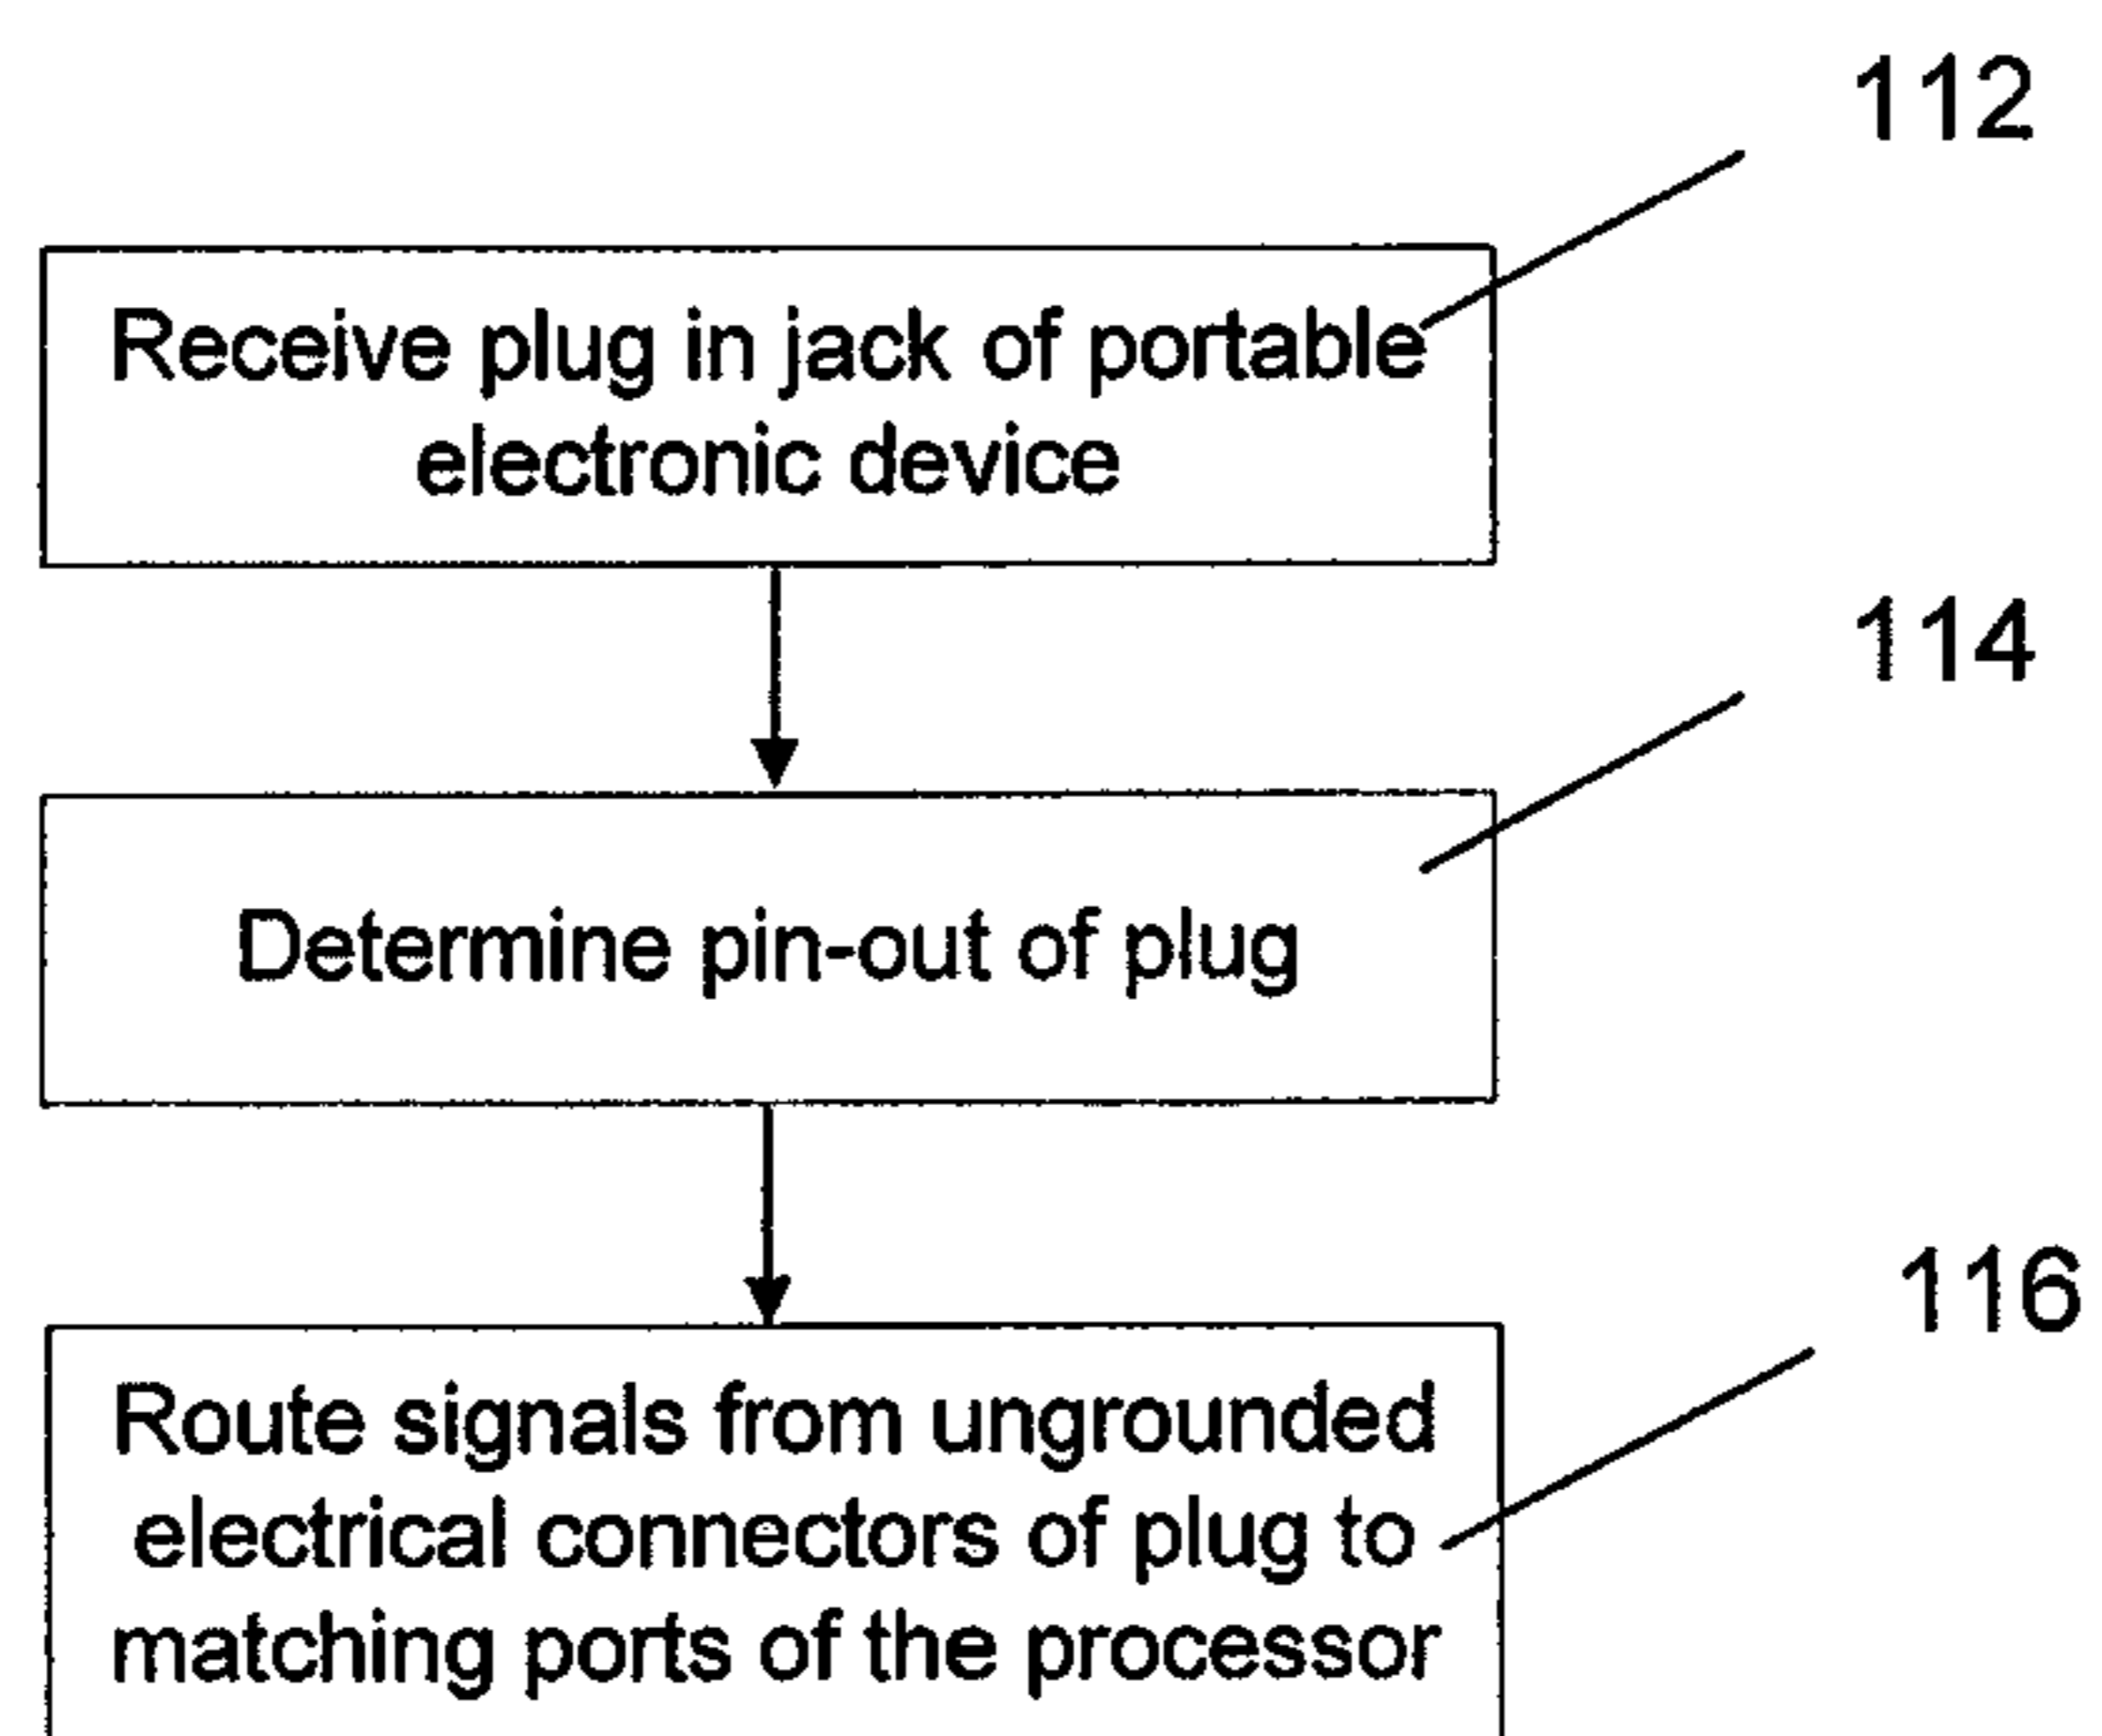 112
Receive plug in jack of portable
electronic device
114
Determine pin-out of plug
116
Route signals from ungrounded
electrical connectors of plug to
matching ports of the processor